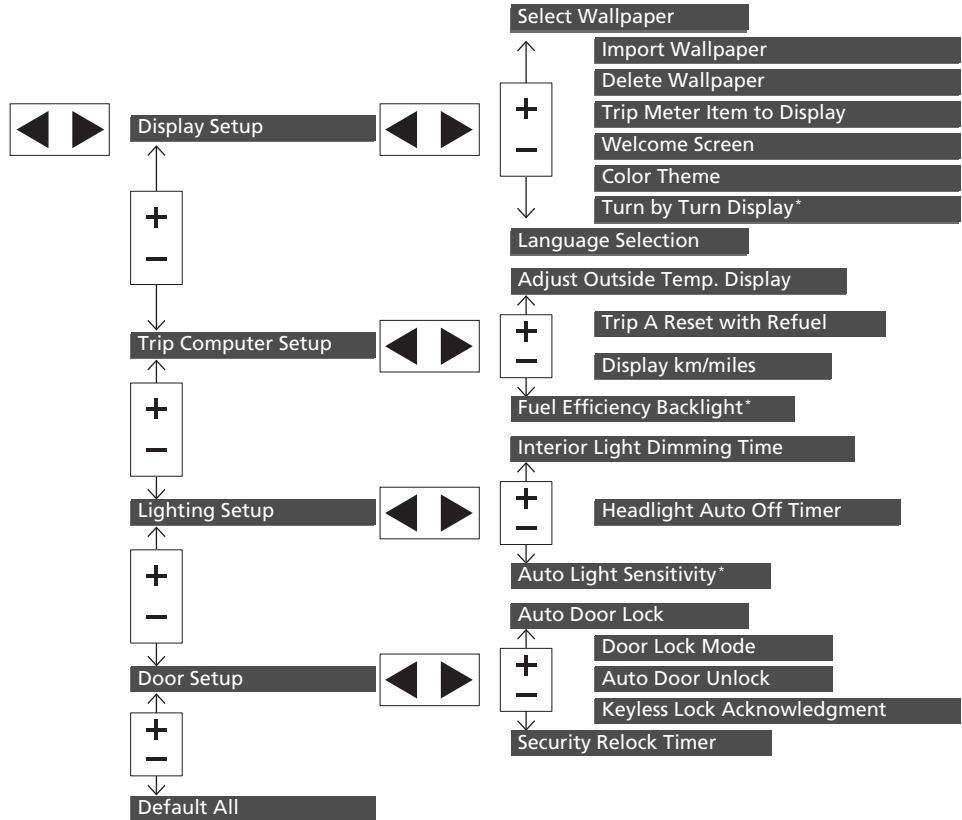 Select Wallpaper
Import Wallpaper
Delete Wallpaper
Display Setup
+
Trip Meter Item to Display
−
Welcome Screen
Color Theme
+
Turn by Turn Display*
−
Language Selection
Adjust Outside Temp. Display
Trip Computer Setup
+
Trip A Reset with Refuel
−
Display km/miles
+
Fuel Efficiency Backlight*
−
Interior Light Dimming Time
Lighting Setup
+
Headlight Auto Off Timer
−
+
Auto Light Sensitivity*
−
Auto Door Lock
Door Lock Mode
Door Setup
+
Auto Door Unlock
−
Keyless Lock Acknowledgment
+
Security Relock Timer
−
Default All